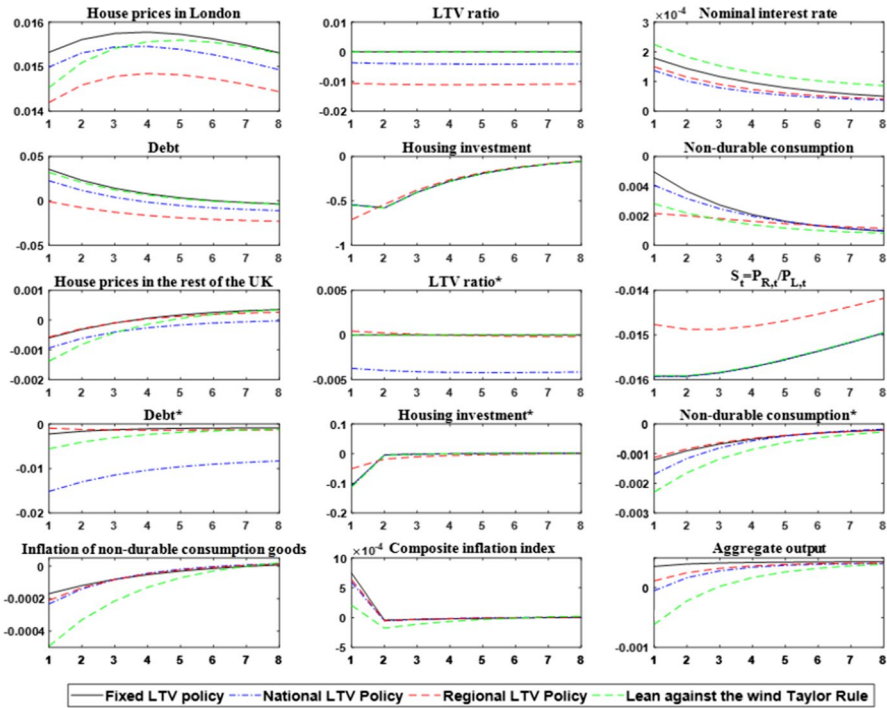 House prices in London
LTV ratio
Nominal interest rate
0.016
0.015
0.014
1 2 3 4 5 6 7 8
0.01
0
-0.01
-0.02
1 2 3 4 5 6 7 8
×10-4
3
2
1
0
1 2 3 4 5 6 7 8
Debt
Housing investment
Non-durable consumption
0.05
0
-0.05
1 2 3 4 5 6 7 8
0
-0.5
-1
1 2 3 4 5 6 7 8
0.004
0.002
0
1 2 3 4 5 6 7 8
House prices in the rest of the UK
LTV ratio*
St=PR,t/PL,t
0.001
0
-0.001
-0.002
1 2 3 4 5 6 7 8
0.005
0
-0.005
1 2 3 4 5 6 7 8
-0.014
-0.015
-0.016
1 2 3 4 5 6 7 8
Debt*
Housing investment*
Non-durable consumption*
0
-0.01
-0.02
1 2 3 4 5 6 7 8
0.1
0
-0.1
-0.2
1 2 3 4 5 6 7 8
0
-0.001
-0.002
-0.003
1 2 3 4 5 6 7 8
Inflation of non-durable consumption goods
Composite inflation index
Aggregate output
0
-0.0002
-0.0004
1 2 3 4 5 6 7 8
×10-4
10
5
0
-5
1 2 3 4 5 6 7 8
0
-0.001
1 2 3 4 5 6 7 8
Fixed LTV policy
National LTV Policy
Regional LTV Policy
Lean against the wind Taylor Rule